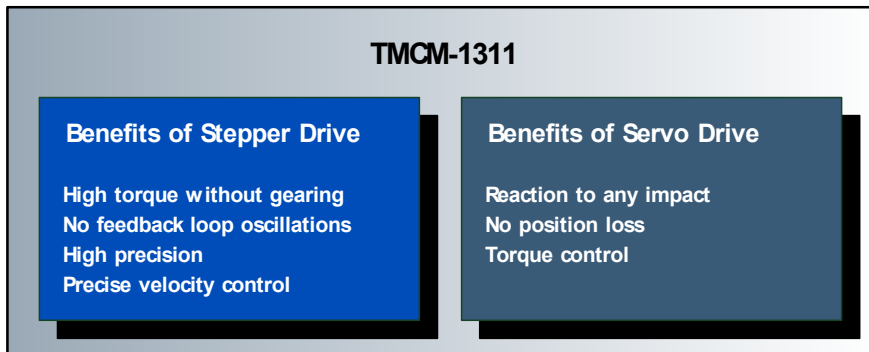 TMCM-1311
Benefits of Stepper Drive
High torque without gearing
No feedback loop oscillations
High precision
Precise velocity control
Benefits of Servo Drive
Reaction to any impact
No position loss
Torque control